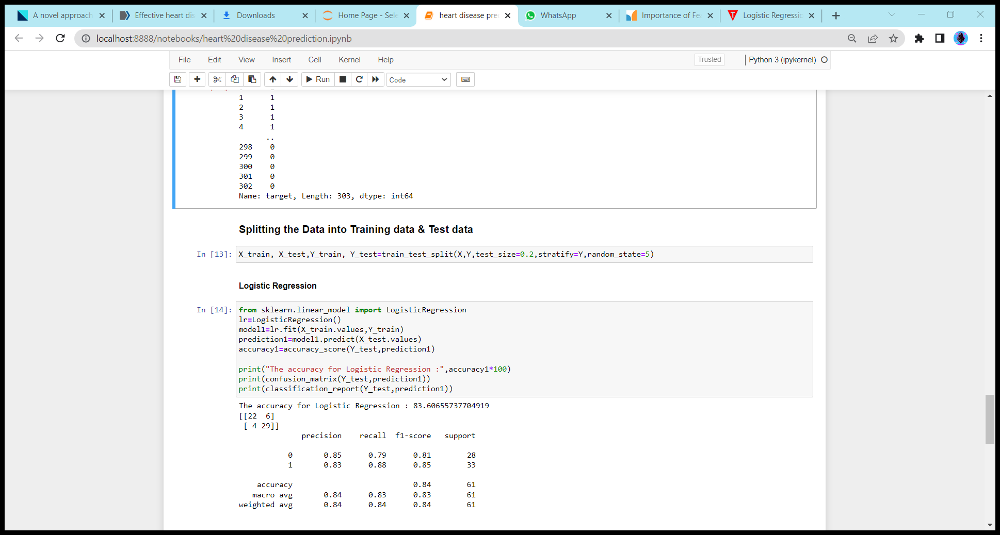 A novel approach
Effective heart dis
Downloads
Home Page - Sele
heart disease pre
WhatsApp
Importance of Fe
Logistic Regressio
localhost:8888/notebooks/heart%20disease%20prediction.ipynb
File Edit View Insert Cell Kernel Help
Trusted
Python 3 (ipykernel)
Run
Code
1 1
2 1
3 1
4 1
..
298 0
299 0
300 0
301 0
302 0
Name: target, Length: 303, dtype: int64
Splitting the Data into Training data & Test data
In [13]: X_train, X_test,Y_train, Y_test=train_test_split(X,Y,test_size=0.2,stratify=Y,random_state=5)
Logistic Regression
In [14]: from sklearn.linear_model import LogisticRegression
lr=LogisticRegression()
model1=lr.fit(X_train.values,Y_train)
prediction1=model1.predict(X_test.values)
accuracy1=accuracy_score(Y_test,prediction1)
print("The accuracy for Logistic Regression :",accuracy1*100)
print(confusion_matrix(Y_test,prediction1))
print(classification_report(Y_test,prediction1))
The accuracy for Logistic Regression : 83.60655737704919
[[22 6]
[ 4 29]]
precision recall f1-score support
0 0.85 0.79 0.81 28
1 0.83 0.88 0.85 33
accuracy 0.84 61
macro avg 0.84 0.83 0.83 61
weighted avg 0.84 0.84 0.84 61